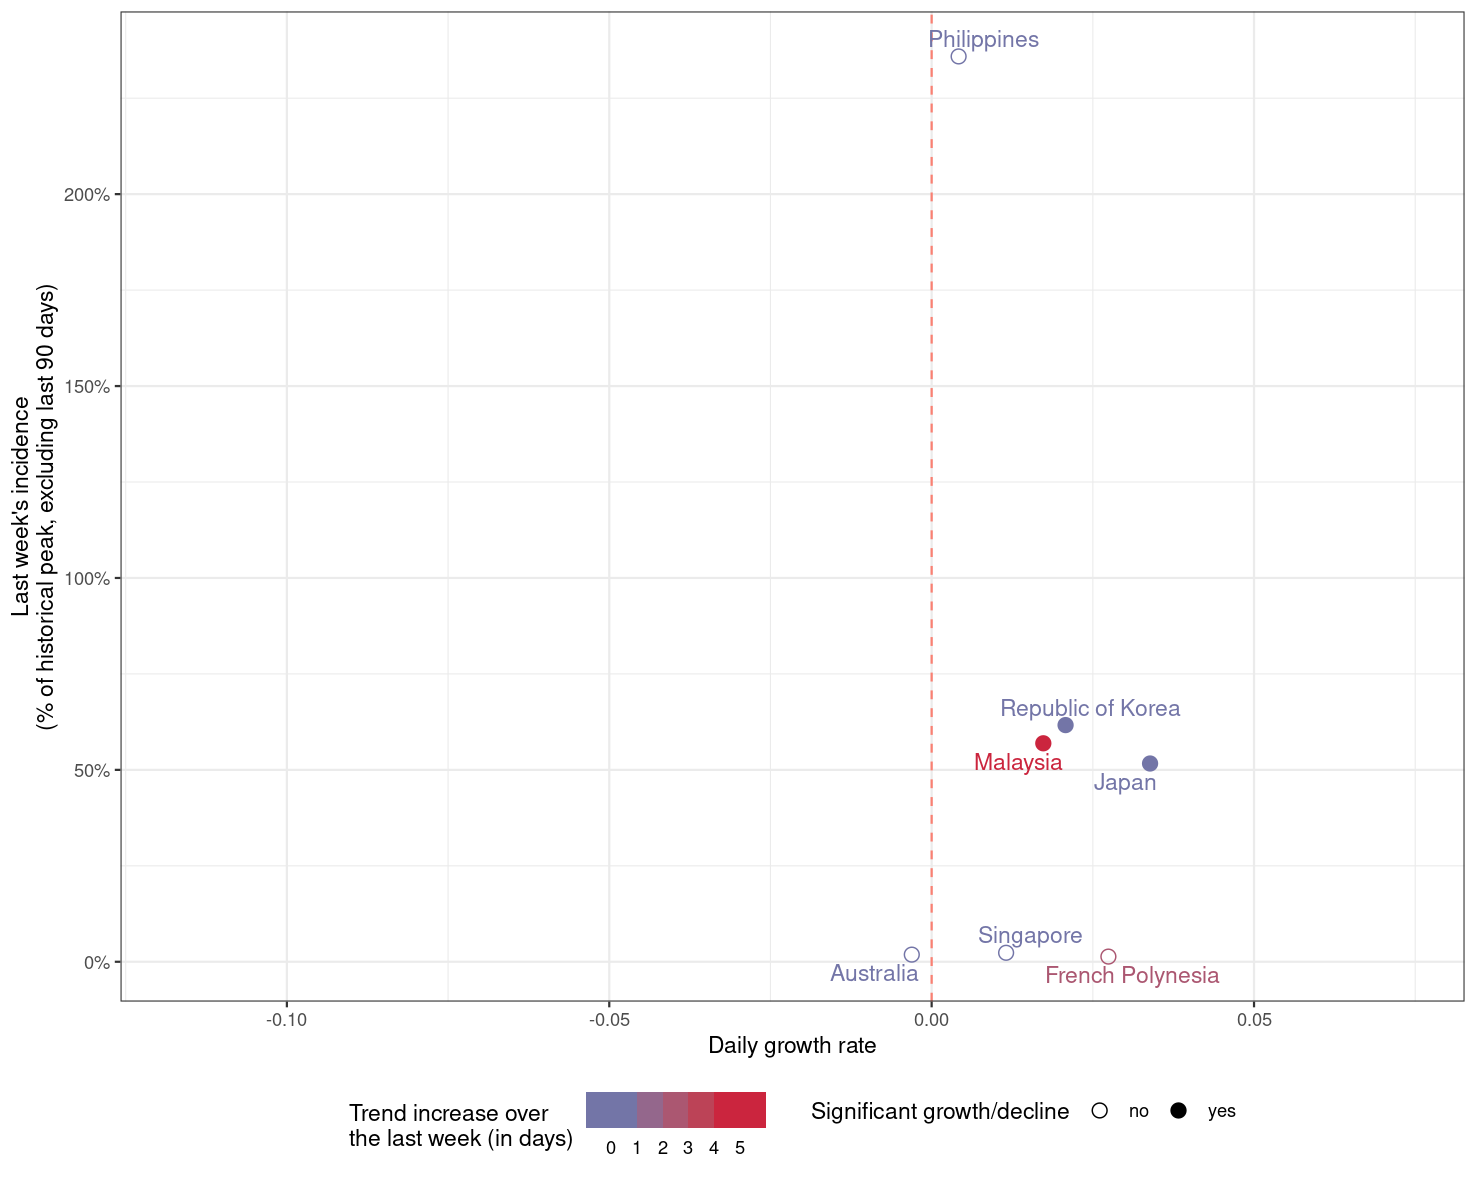 Philippines
200%
150%
100%
50%
0%
Last week's incidence
(% of historical peak, excluding last 90 days)
Republic of Korea
Malaysia
Japan
Singapore
Australia
French Polynesia
-0.10
-0.05
0.00
0.05
Daily growth rate
Trend increase over
the last week (in days)
0 1 2 3 4 5
Significant growth/decline
no
yes